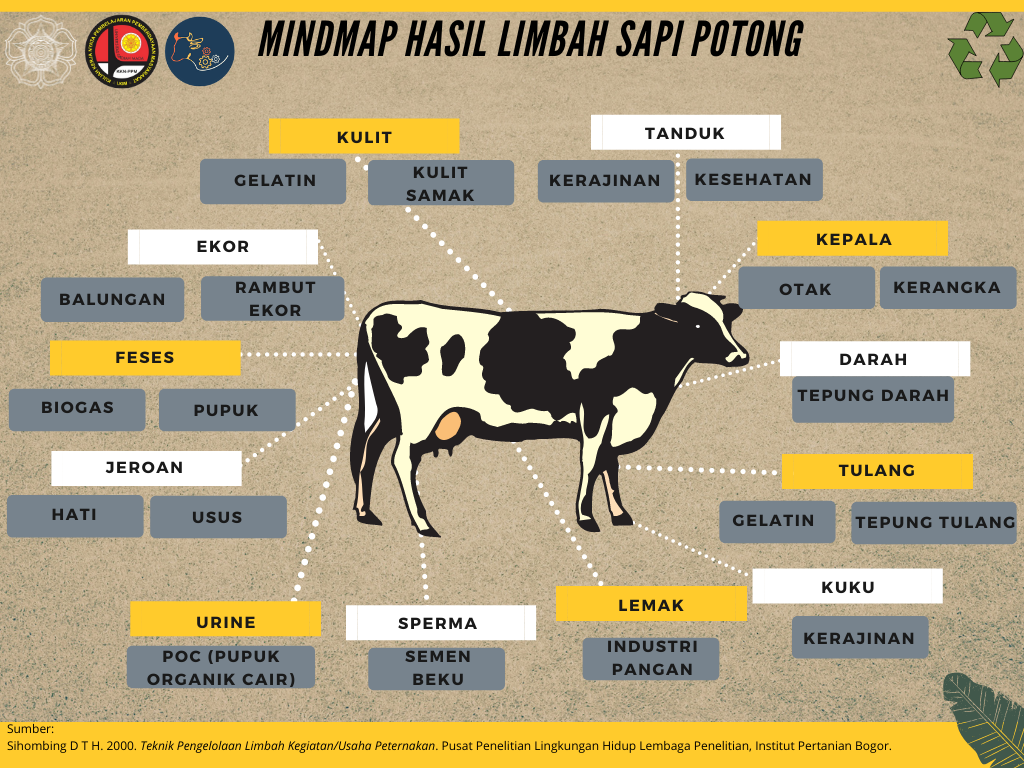 MINDMAP HASIL LIMBAH SAPI POTONG
KKN-PPM
KULIT
GELATIN
KULIT
SAMAK
TANDUK
KERAJINAN
KESEHATAN
EKOR
BALUNGAN
RAMBUT
EKOR
KEPALA
OTAK
KERANGKA
FESES
BIOGAS
PUPUK
DARAH
TEPUNG DARAH
JEROAN
HATI
USUS
TULANG
GELATIN
TEPUNG TULANG
URINE
POC (PUPUK
ORGANIK CAIR)
SPERMA
SEMEN
BEKU
LEMAK
INDUSTRI
PANGAN
KUKU
KERAJINAN
Sumber:
Sihombing D T H. 2000. Teknik Pengelolaan Limbah Kegiatan/Usaha Peternakan. Pusat Penelitian Lingkungan Hidup Lembaga Penelitian, Institut Pertanian Bogor.